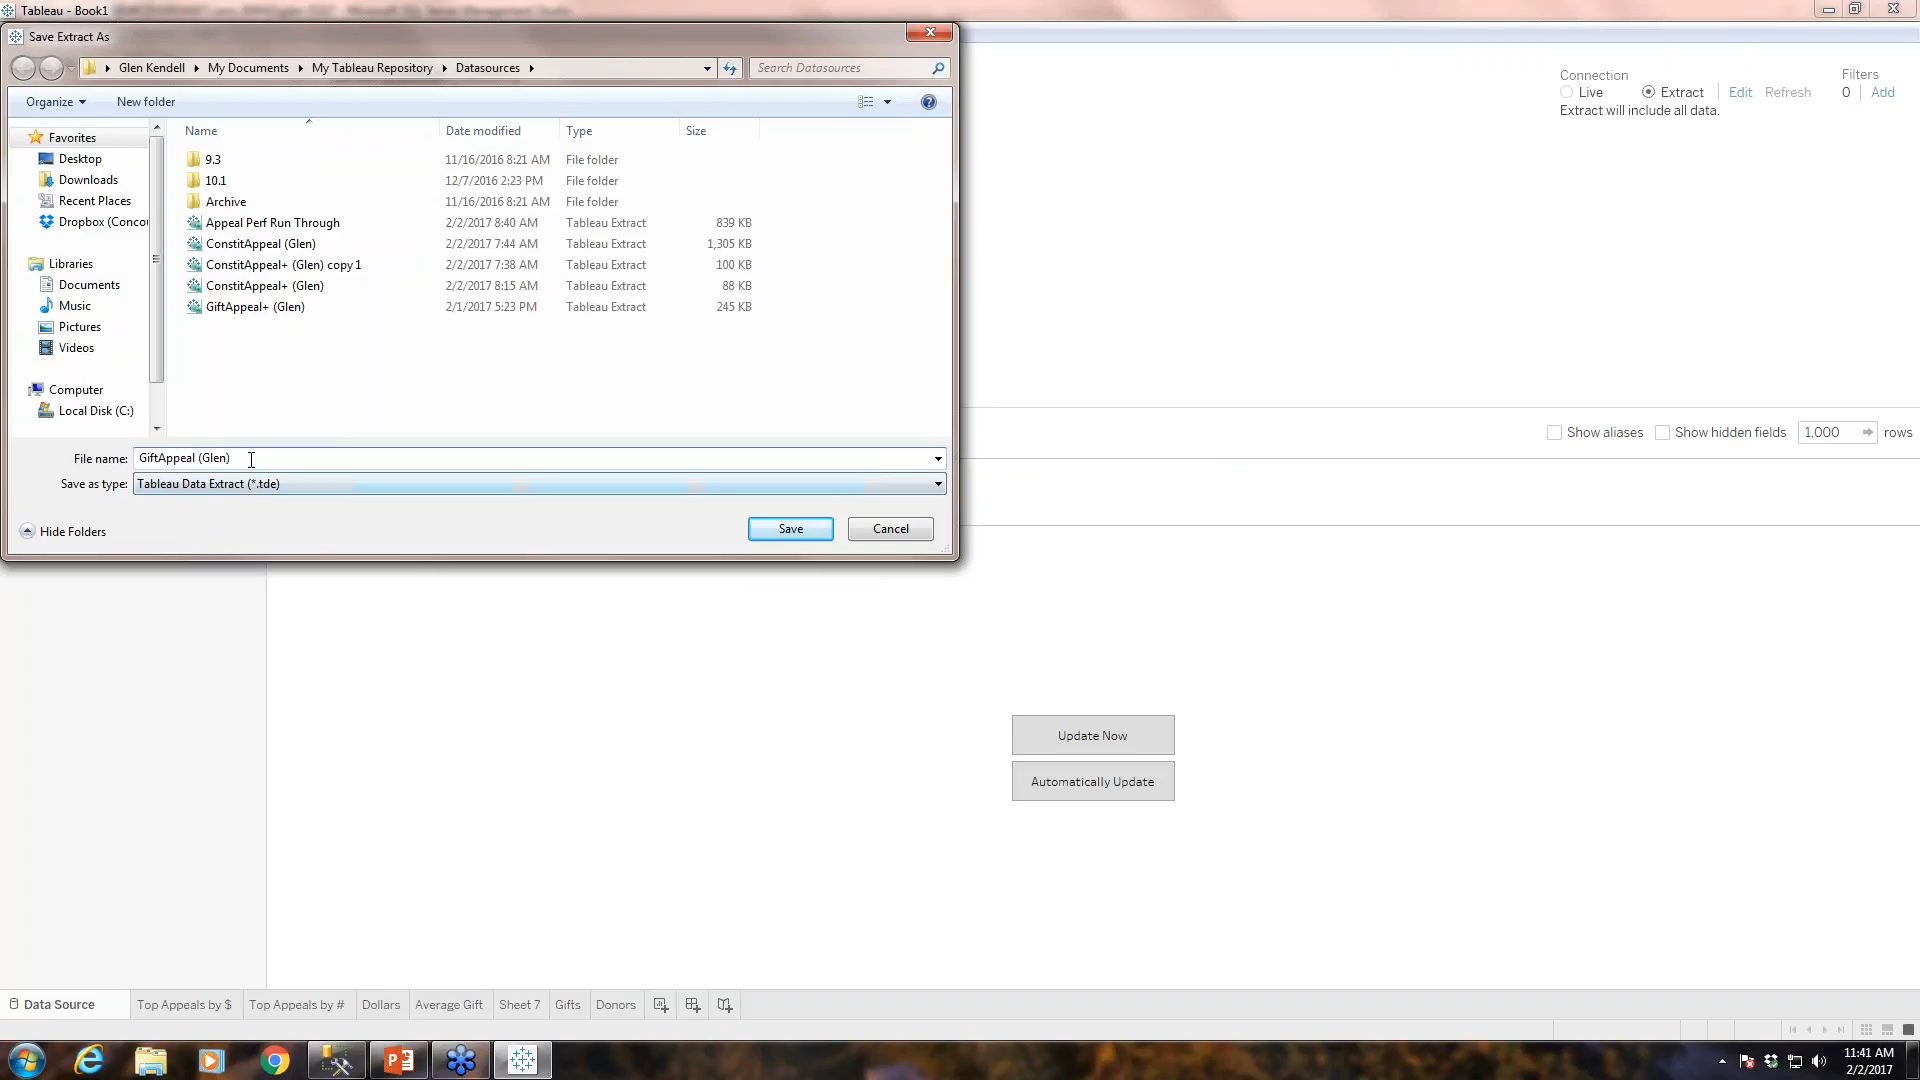 Tableau - Book1
Save Extract As
Glen Kendell My Documents My Tableau Repository Datasources
Search Datasources
Organize New folder
Name Date modified Type Size
Favorites
Desktop
Downloads
Recent Places
Dropbox (Conco
Libraries
Documents
Music
Pictures
Videos
Computer
Local Disk (C:)
9.3 11/16/2016 8:21 AM File folder
10.1 12/7/2016 2:23 PM File folder
Archive 11/16/2016 8:21 AM File folder
Appeal Perf Run Through 2/2/2017 8:40 AM Tableau Extract 839 KB
ConstitAppeal (Glen) 2/2/2017 7:44 AM Tableau Extract 1,305 KB
ConstitAppeal+ (Glen) copy 1 2/2/2017 7:38 AM Tableau Extract 100 KB
ConstitAppeal+ (Glen) 2/2/2017 8:15 AM Tableau Extract 88 KB
GiftAppeal+ (Glen) 2/1/2017 5:23 PM Tableau Extract 245 KB
File name: GiftAppeal (Glen)
Save as type: Tableau Data Extract (*.tde)
Hide Folders
Save Cancel
Connection
Live Extract Edit Refresh
Extract will include all data.
Filters
0 Add
Show aliases Show hidden fields 1,000 rows
Update Now
Automatically Update
Data Source Top Appeals by $ Top Appeals by # Dollars Average Gift Sheet 7 Gifts Donors
11:41 AM
2/2/2017